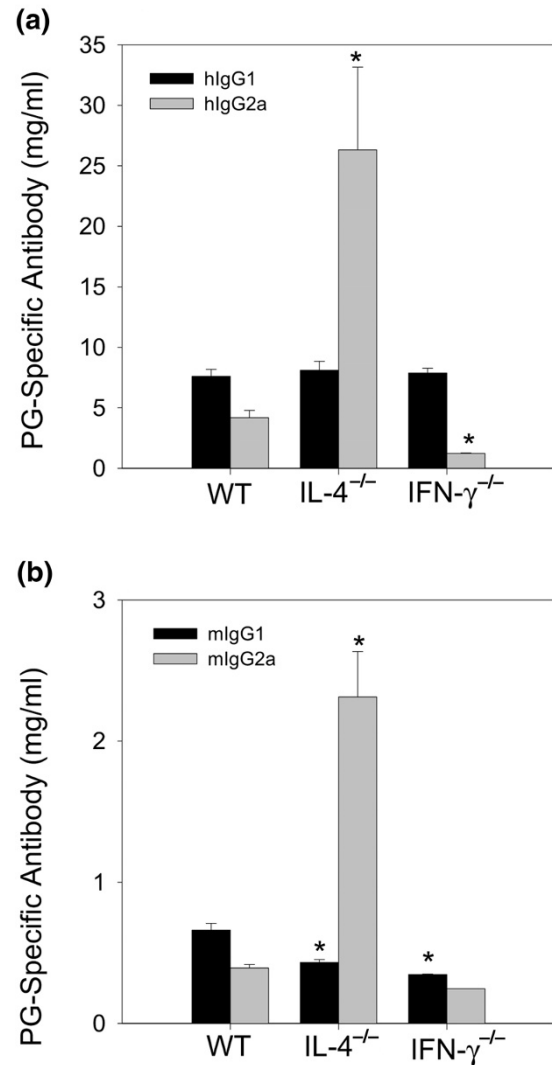 (a)
PG-Specific Antibody (mg/ml)
35
30
25
20
15
10
5
0
hIgG1
hIgG2a
*
*
WT IL-4−/− IFN-γ−/−
(b)
PG-Specific Antibody (mg/ml)
3
2
1
0
mIgG1
mIgG2a
*
*
*
WT IL-4−/− IFN-γ−/−